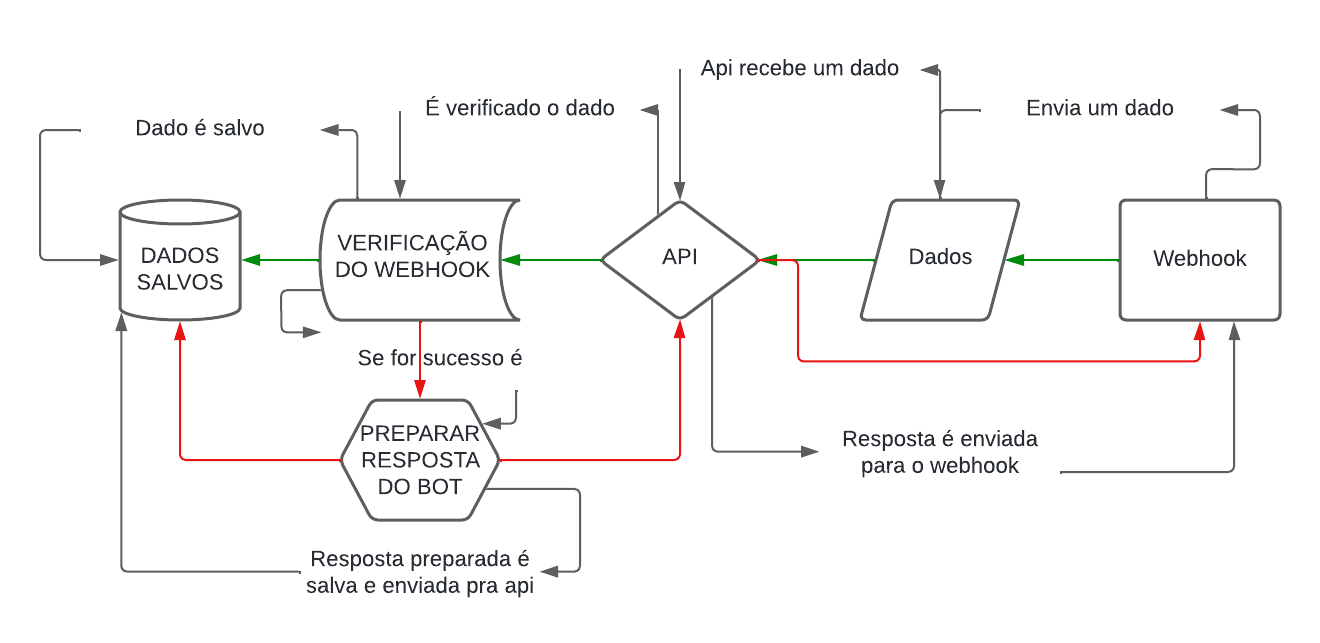 Api recebe um dado
É verificado o dado
Envia um dado
Dado é salvo
DADOS
SALVOS
VERIFICAÇÃO
DO WEBHOOK
API
Dados
Webhook
Se for sucesso é
PREPARAR
RESPOSTA
DO BOT
Resposta é enviada
para o webhook
Resposta preparada é
salva e enviada pra api